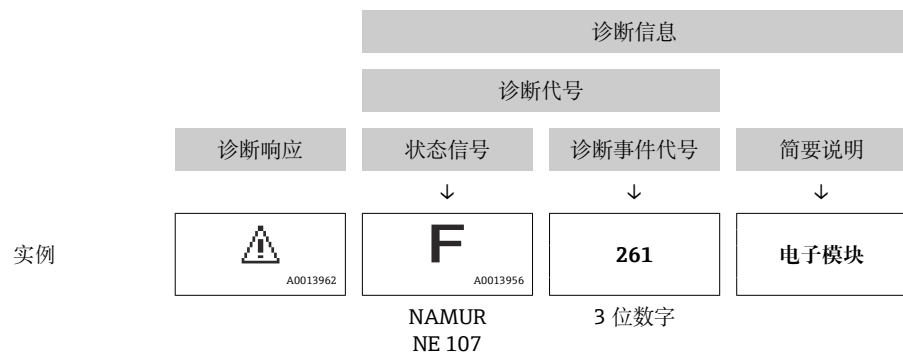 诊断信息
诊断代号
诊断响应 状态信号 诊断事件代号 简要说明
↓ ↓ ↓
实例 F 261 电子模块
A0013962 A0013956
NAMUR 3 位数字
NE 107